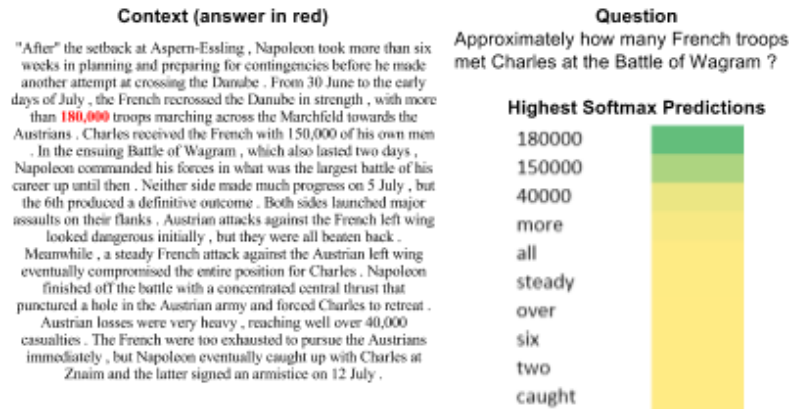 Context (answer in red)
"After" the setback at Aspern-Essling , Napoleon took more than six
weeks in planning and preparing for contingencies before he made
another attempt at crossing the Danube . From 30 June to the early
days of July , the French recrossed the Danube in strength , with more
than 180,000 troops marching across the Marchfeld towards the
Austrians . Charles received the French with 150,000 of his own men
. In the ensuing Battle of Wagram , which also lasted two days ,
Napoleon commanded his forces in what was the largest battle of his
career up until then . Neither side made much progress on 5 July , but
the 6th produced a definitive outcome . Both sides launched major
assaults on their flanks . Austrian attacks against the French left wing
looked dangerous initially , but they were all beaten back .
Meanwhile , a steady French attack against the Austrian left wing
eventually compromised the entire position for Charles . Napoleon
finished off the battle with a concentrated central thrust that
punctured a hole in the Austrian army and forced Charles to retreat .
Austrian losses were very heavy , reaching well over 40,000
casualties . The French were too exhausted to pursue the Austrians
immediately , but Napoleon eventually caught up with Charles at
Znaim and the latter signed an armistice on 12 July .
Question
Approximately how many French troops
met Charles at the Battle of Wagram ?
Highest Softmax Predictions
180000
150000
40000
more
all
steady
over
six
two
caught